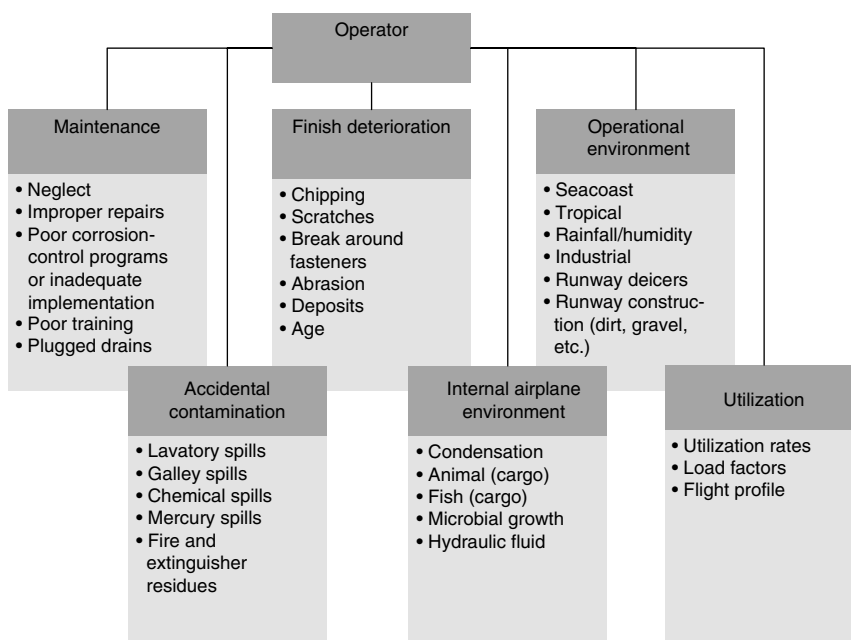 Operator
Maintenance
• Neglect
• Improper repairs
• Poor corrosion-
control programs
or inadequate
implementation
• Poor training
• Plugged drains
Finish deterioration
• Chipping
• Scratches
• Break around
fasteners
• Abrasion
• Deposits
• Age
Operational
environment
• Seacoast
• Tropical
• Rainfall/humidity
• Industrial
• Runway deicers
• Runway construc-
tion (dirt, gravel,
etc.)
Accidental
contamination
• Lavatory spills
• Galley spills
• Chemical spills
• Mercury spills
• Fire and
extinguisher
residues
Internal airplane
environment
• Condensation
• Animal (cargo)
• Fish (cargo)
• Microbial growth
• Hydraulic fluid
Utilization
• Utilization rates
• Load factors
• Flight profile